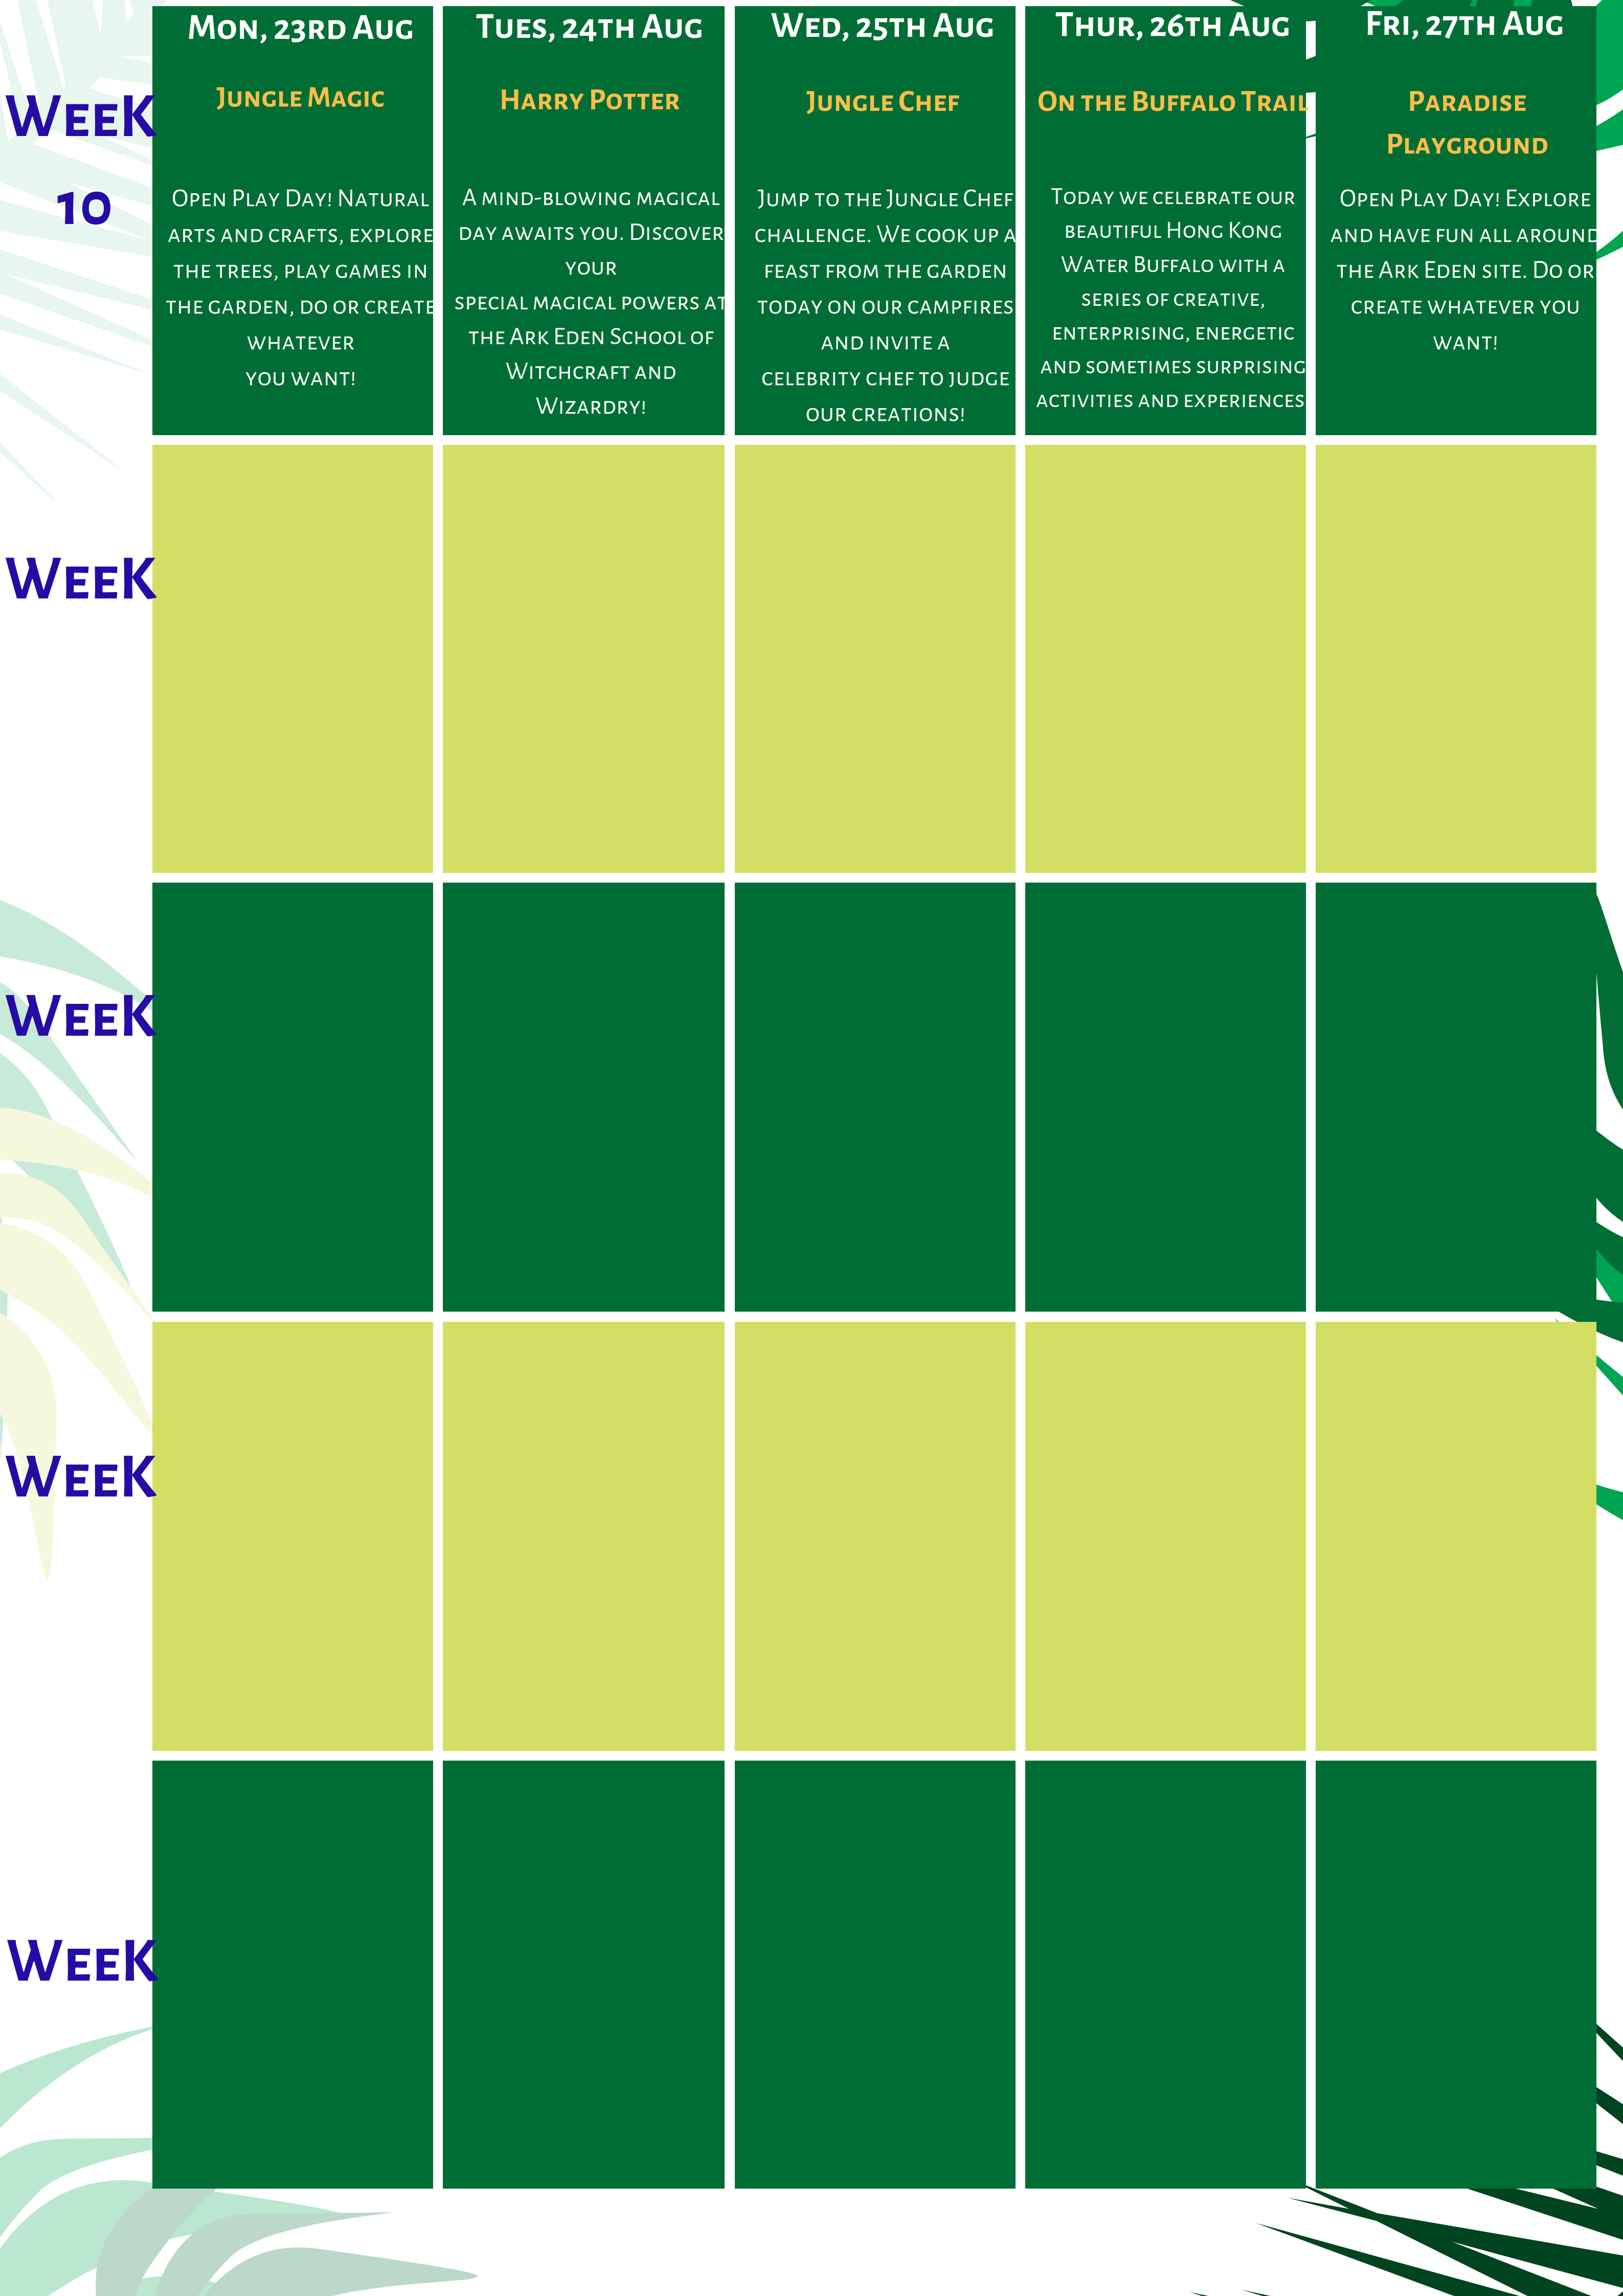 WeeK
10
Mon, 23rd Aug
Jungle Magic
Open Play Day! Natural
arts and crafts, explore
the trees, play games in
the garden, do or create
whatever
you want!
Tues, 24th Aug
Harry Potter
A mind-blowing magical
day awaits you. Discover
your
special magical powers at
the Ark Eden School of
Witchcraft and
Wizardry!
Wed, 25th Aug
Jungle Chef
Jump to the Jungle Chef
challenge. We cook up a
feast from the garden
today on our campfires
and invite a
celebrity chef to judge
our creations!
Thur, 26th Aug
On the Buffalo Trail
Today we celebrate our
beautiful Hong Kong
Water Buffalo with a
series of creative,
enterprising, energetic
and sometimes surprising
activities and experiences
Fri, 27th Aug
Paradise
Playground
Open Play Day! Explore
and have fun all around
the Ark Eden site. Do or
create whatever you
want!
WeeK
WeeK
WeeK
WeeK